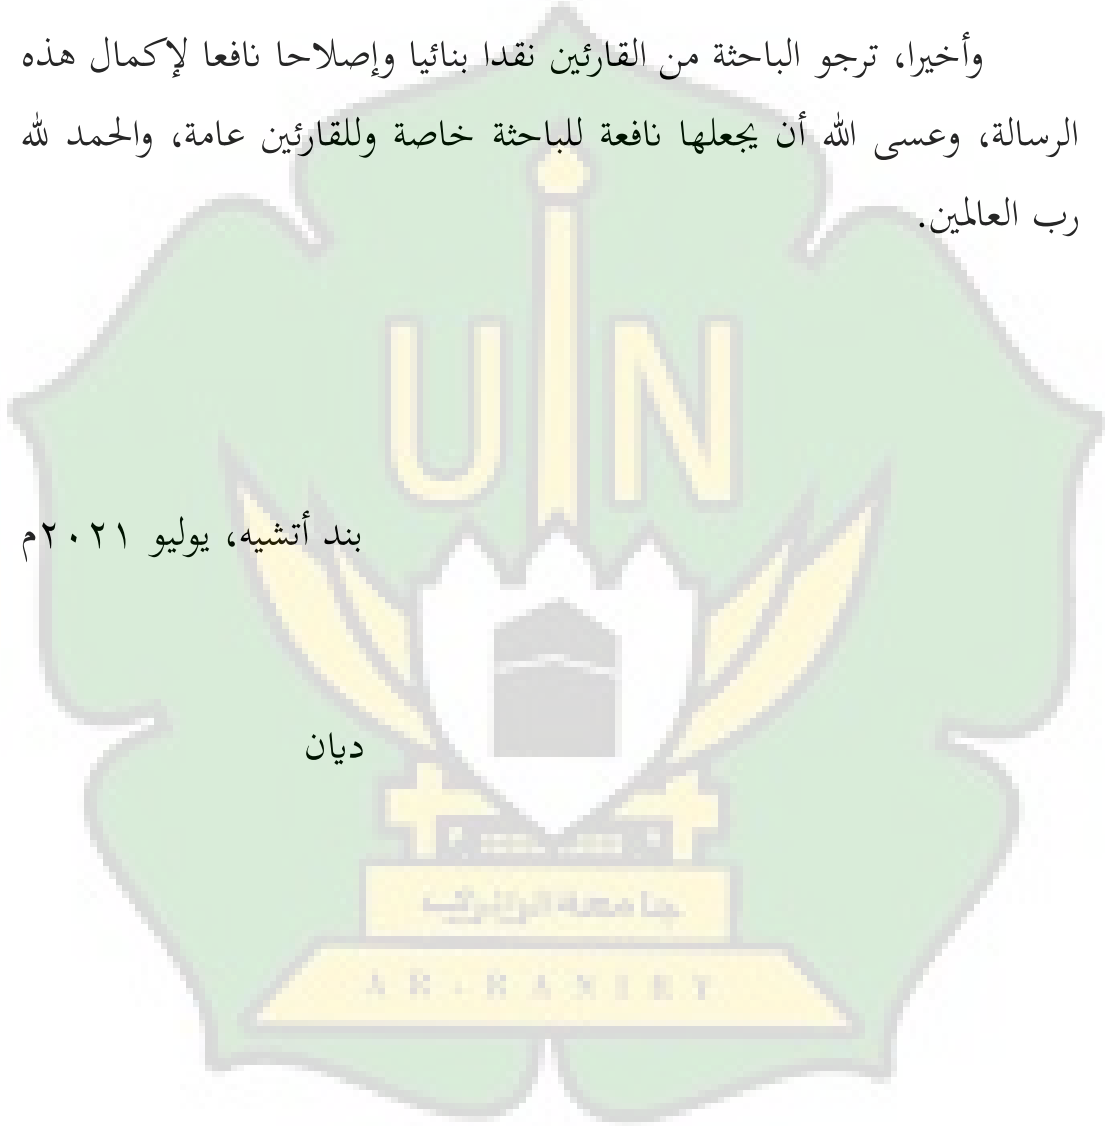 وأخيرا، ترجو الباحثة من القارئين نقدا بنائيا وإصلاحا نافعا لإكمال هذه
الرسالة، وعسى الله أن يجعلها نافعة للباحثة خاصة وللقارئين عامة، والحمد لله
رب العالمين.
UIN
بند أتشيه، يوليو ٢٠٢١م
ديان
جامعة الرانيري
AR-RANIRY